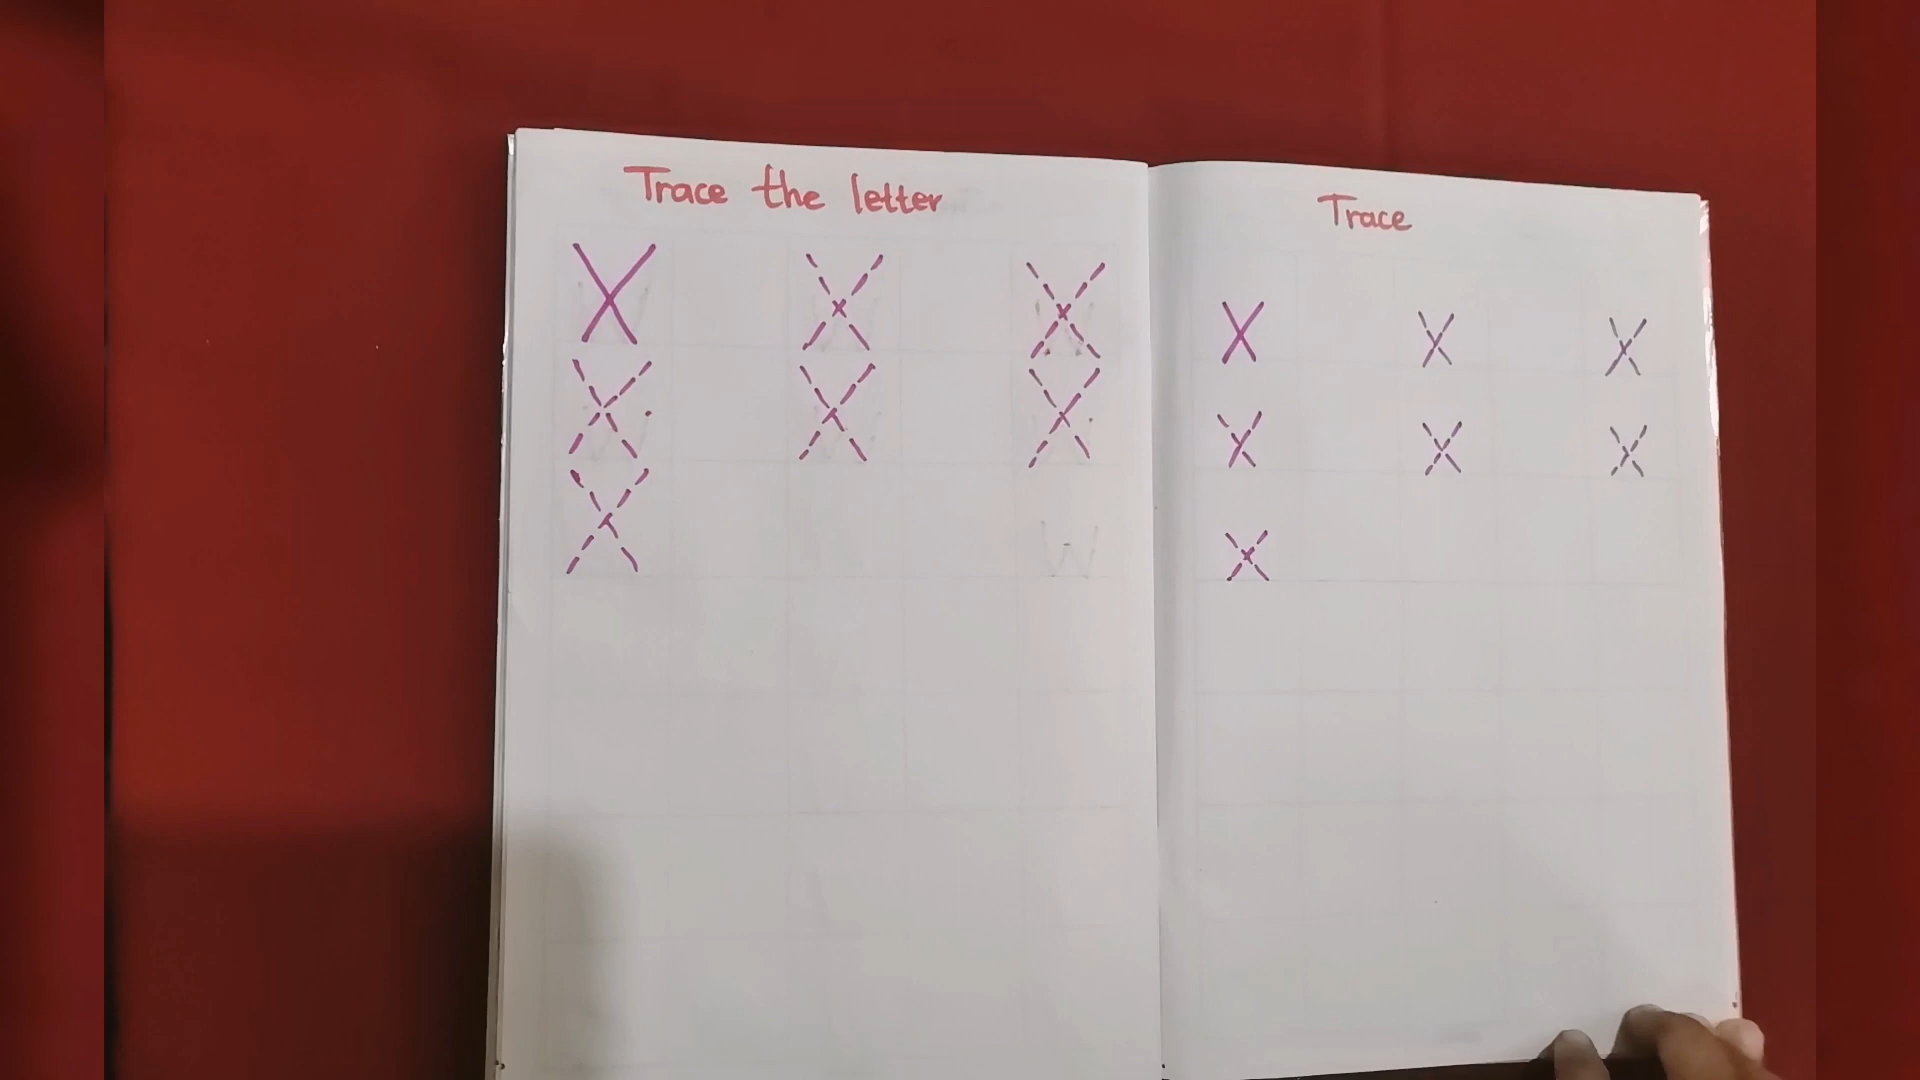 Trace the letter
X X X
X X X
X
W
Trace
x x x
x x x
x